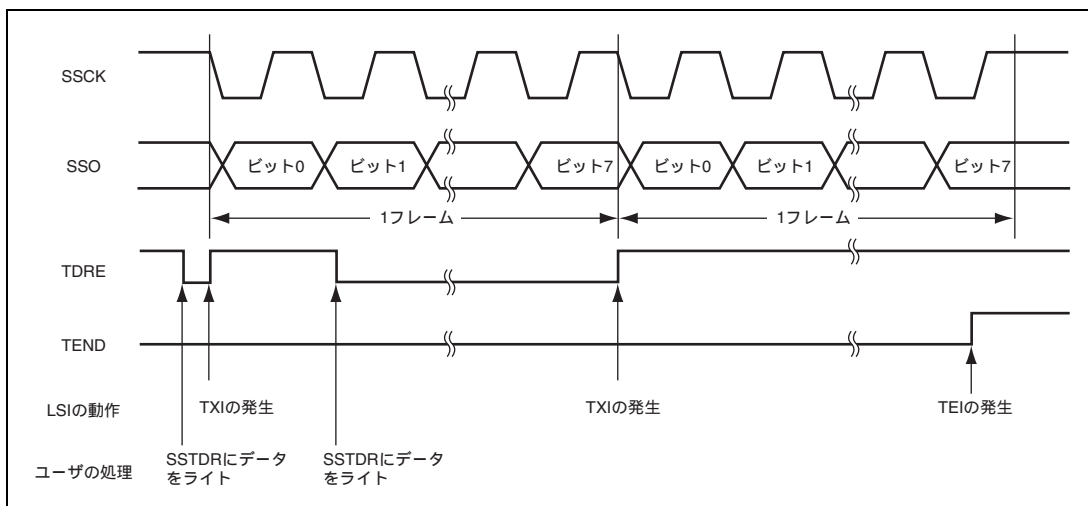 SSCK
SSO
ビット0
ビット1
ビット7
ビット0
ビット1
ビット7
1フレーム
1フレーム
TDRE
TEND
LSIの動作
TXIの発生
TXIの発生
TEIの発生
ユーザの処理
SSTDRにデータ
をライト
SSTDRにデータ
をライト